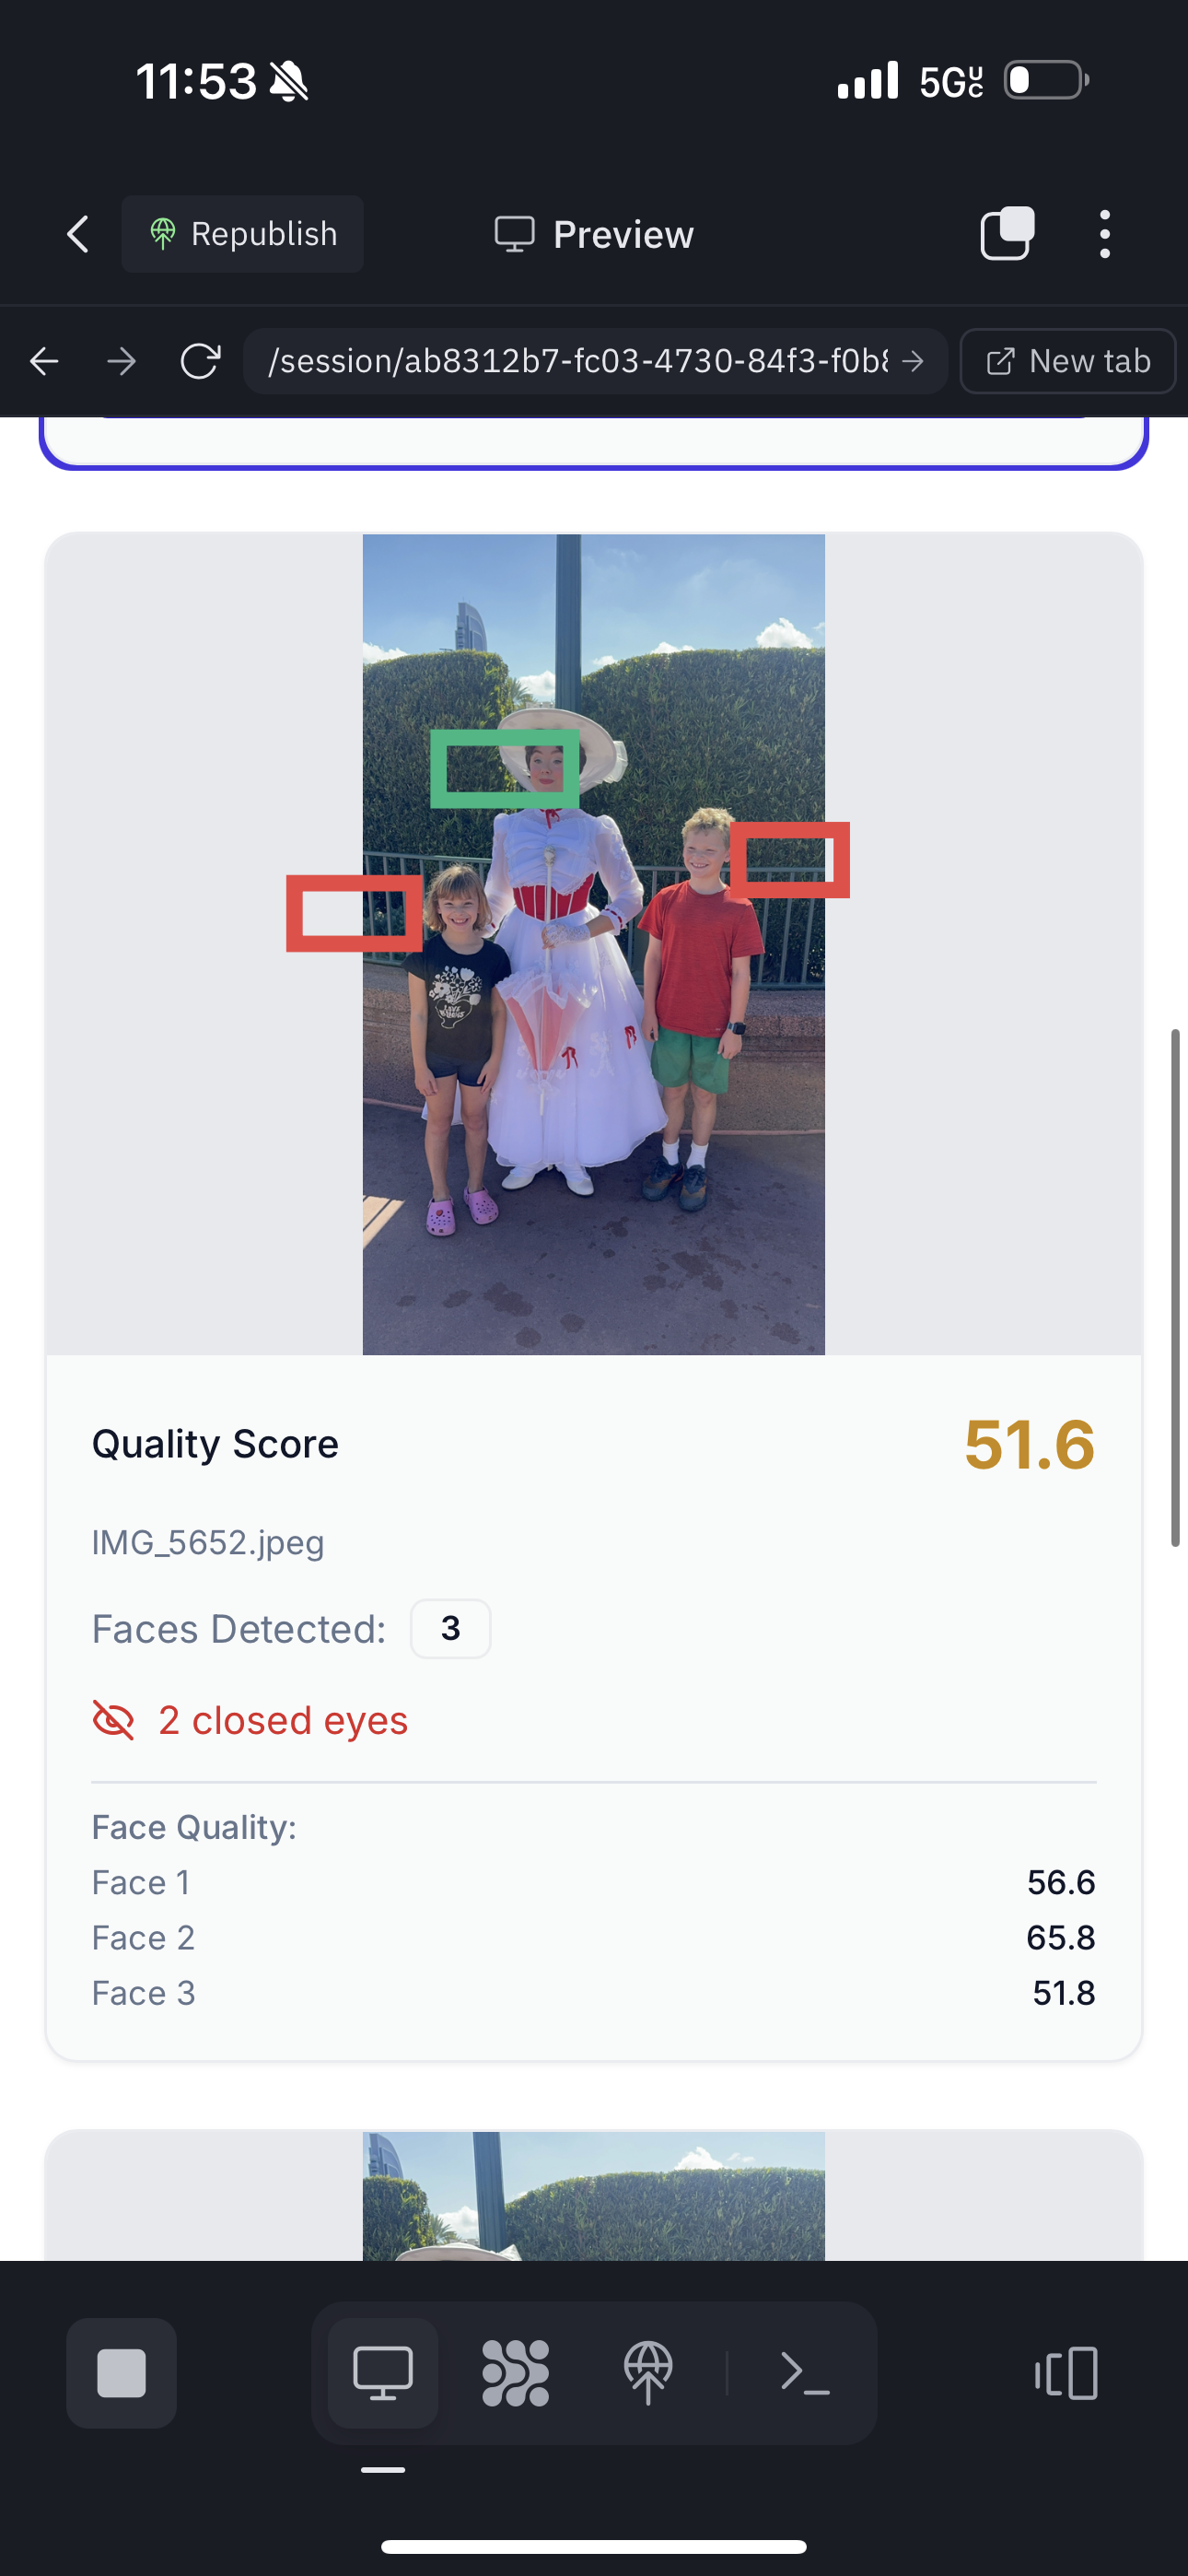 11:53
5G UC
Republish
Preview
/session/ab8312b7-fc03-4730-84f3-f0b
New tab
LOVE
Quality Score
51.6
IMG_5652.jpeg
Faces Detected: 3
2 closed eyes
Face Quality:
Face 1
56.6
Face 2
65.8
Face 3
51.8